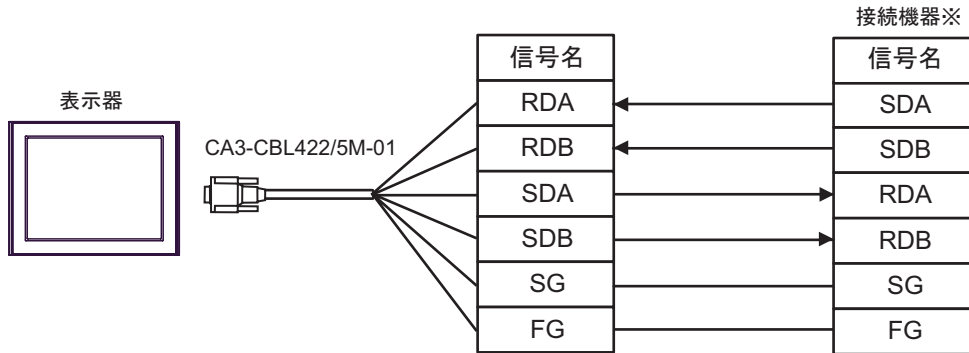 表示器
CA3-CBL422/5M-01
信号名
RDA
RDB
SDA
SDB
SG
FG
接続機器※
信号名
SDA
SDB
RDA
RDB
SG
FG